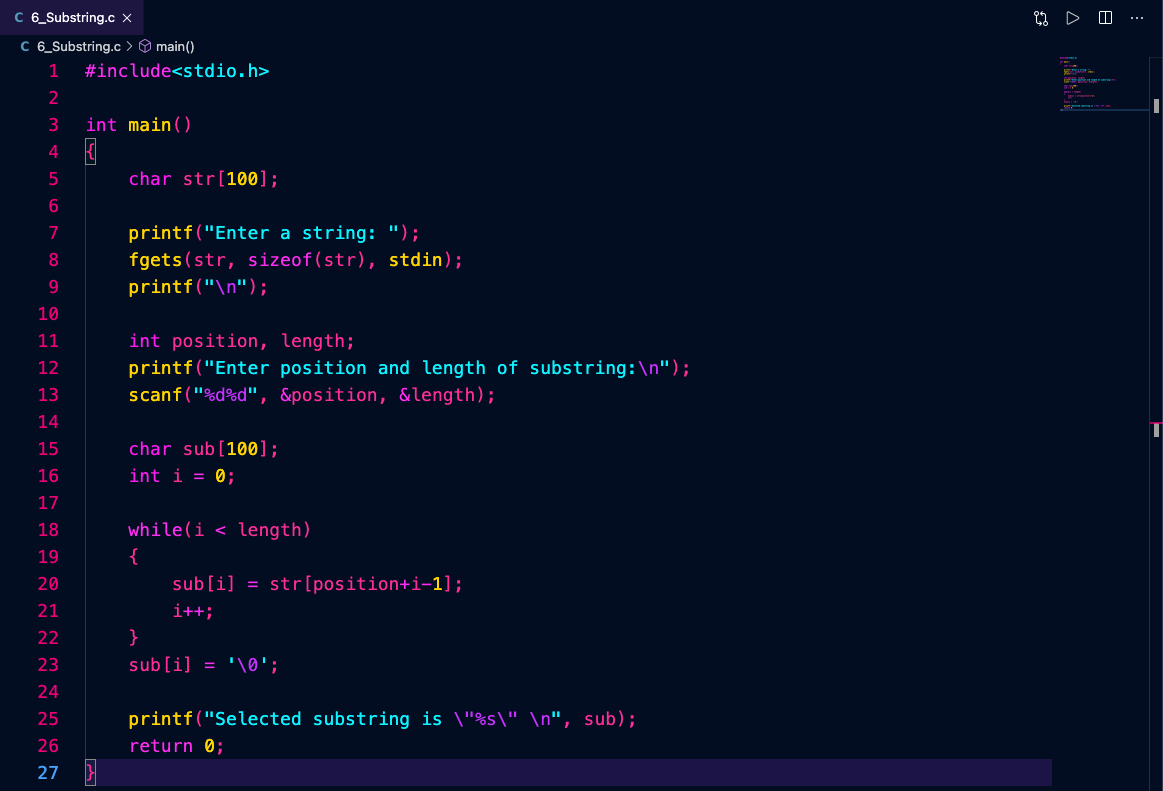 C 6_Substring.c ×
C 6_Substring.c > main()
1 #include<stdio.h>
2
3 int main()
4 {
5     char str[100];
6
7     printf("Enter a string: ");
8     fgets(str, sizeof(str), stdin);
9     printf("\n");
10
11     int position, length;
12     printf("Enter position and length of substring:\n");
13     scanf("%d%d", &position, &length);
14
15     char sub[100];
16     int i = 0;
17
18     while(i < length)
19     {
20         sub[i] = str[position+i-1];
21         i++;
22     }
23     sub[i] = '\0';
24
25     printf("Selected substring is \"%s\" \n", sub);
26     return 0;
27 }